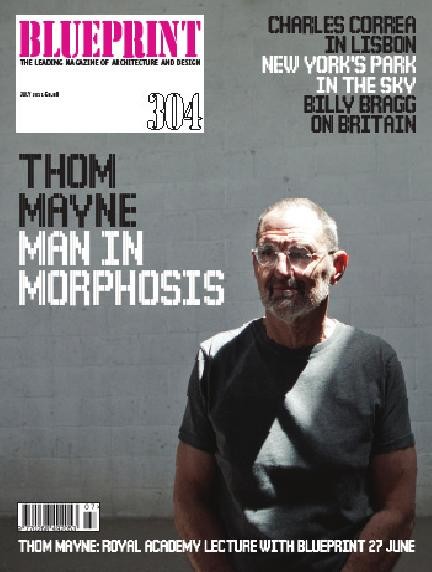 BLUEPRINT
THE LEADING MAGAZINE OF ARCHITECTURE AND DESIGN
304
CHARLES CORREA
IN LISBON
NEW YORK'S PARK
IN THE SKY
BILLY BRAGG
ON BRITAIN
THOM
MAYNE
MAN IN
MORPHOSIS
07
THOM MAYNE: ROYAL ACADEMY LECTURE WITH BLUEPRINT 27 JUNE